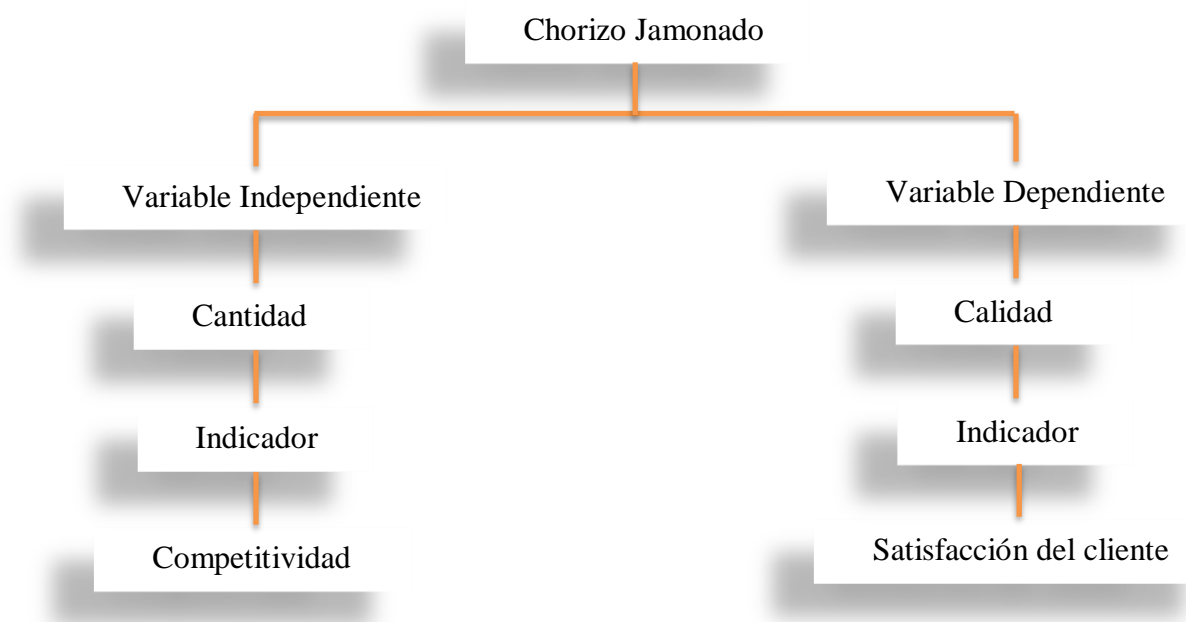 Chorizo Jamonado
Variable Independiente
Variable Dependiente
Cantidad
Calidad
Indicador
Indicador
Competitividad
Satisfacción del cliente